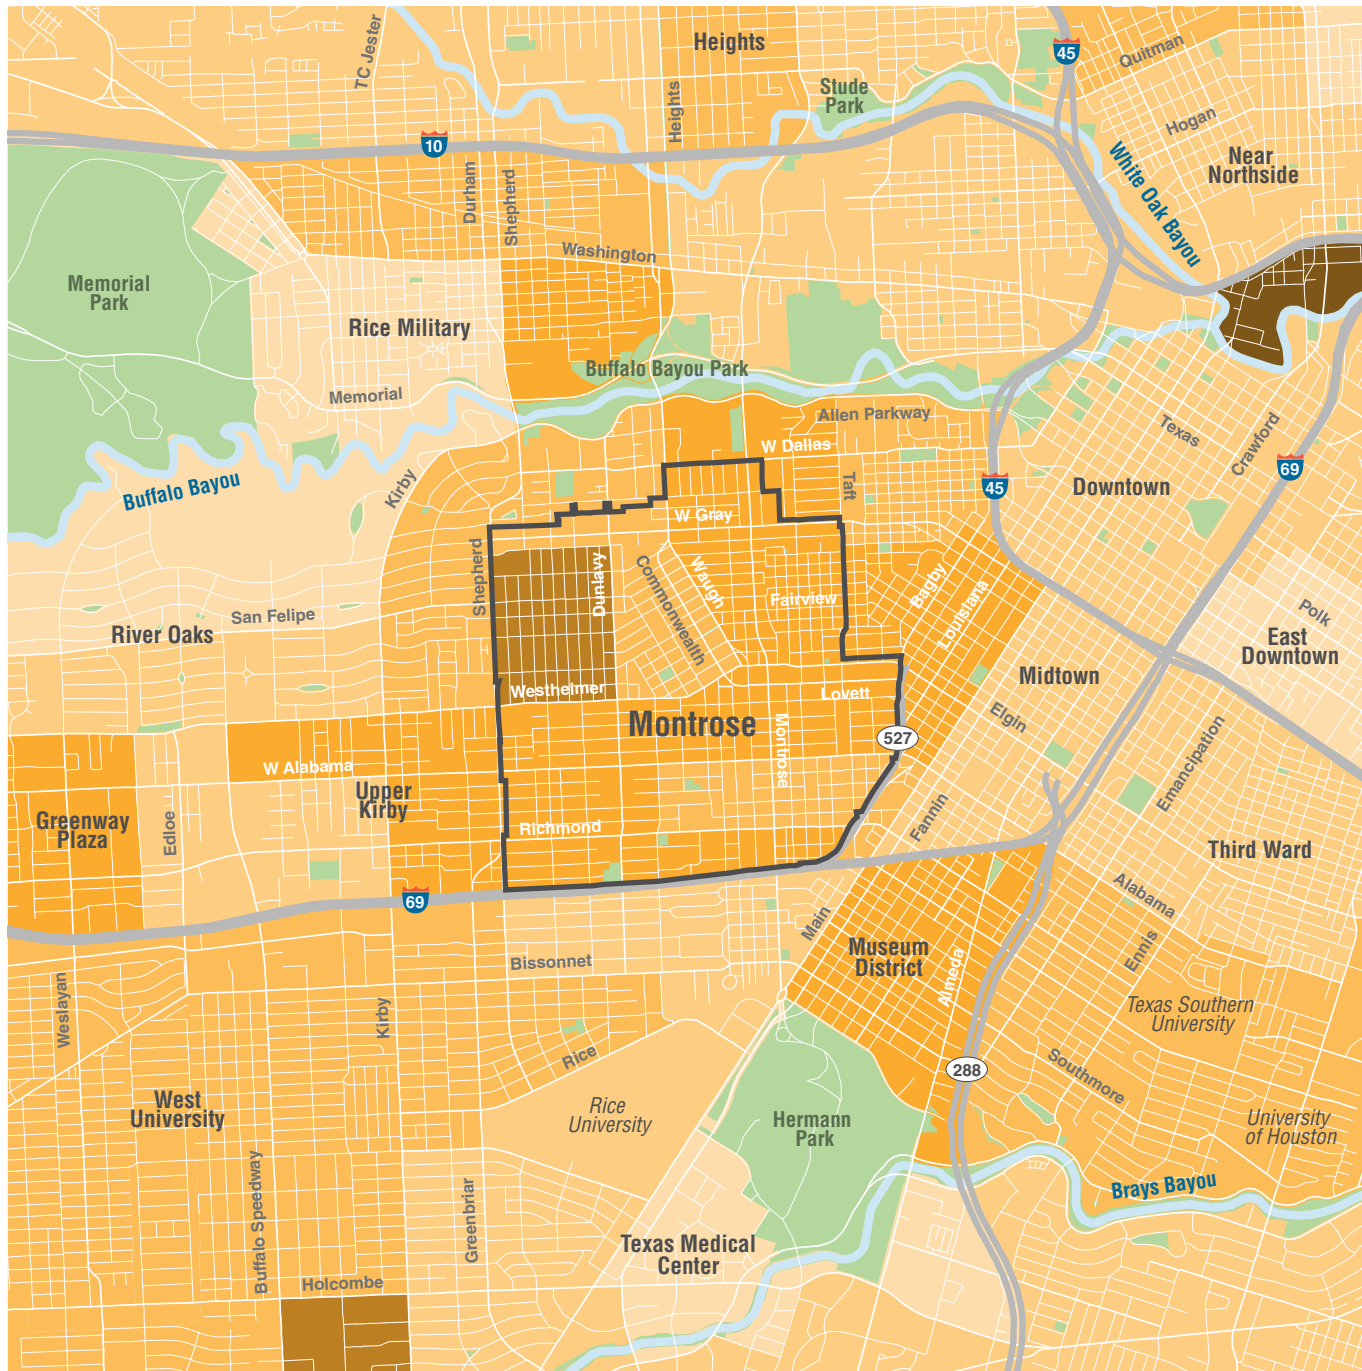 TC Jester
Heights
45
Quitman
Stude
Park
Heights
Hogan
10
White Oak Bayou
Near
Northside
Durham
Shepherd
Washington
Memorial
Park
Rice Military
Buffalo Bayou Park
Memorial
Allen Parkway
Texas
Crawford
W Dallas
69
Kirby
Buffalo Bayou
Taft
45
Downtown
W Gray
Shepherd
Dunlavy
Commonwealth
Waugh
Fairview
Bagby
Louisiana
San Felipe
River Oaks
Polk
East
Downtown
Midtown
Westheimer
Lovett
Elgin
Montrose
Montrose
527
Emancipation
W Alabama
Upper
Kirby
Greenway
Plaza
Edloe
Richmond
Fannin
Third Ward
Alabama
69
Main
Museum
District
Ennis
Bissonnet
Almeda
Weslayan
Kirby
Texas Southern
University
Rice
288
Southmore
West
University
Rice
University
Hermann
Park
University
of Houston
Buffalo Speedway
Greenbriar
Brays Bayou
Texas Medical
Center
Holcombe